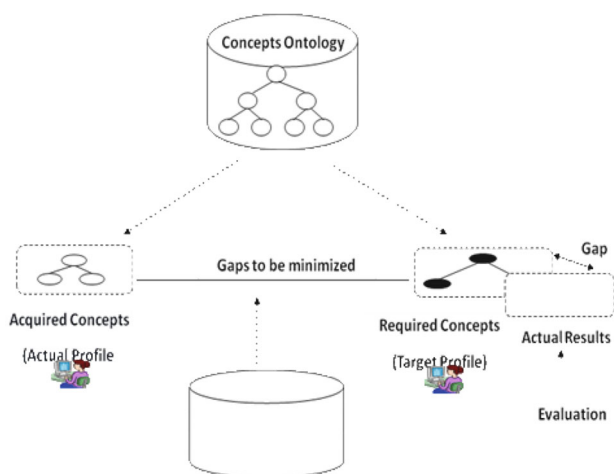 Concepts Ontology
Gap
Gaps to be minimized
Acquired Concepts
{Actual Profile
Required Concepts
{Target Profile}
Actual Results
Evaluation